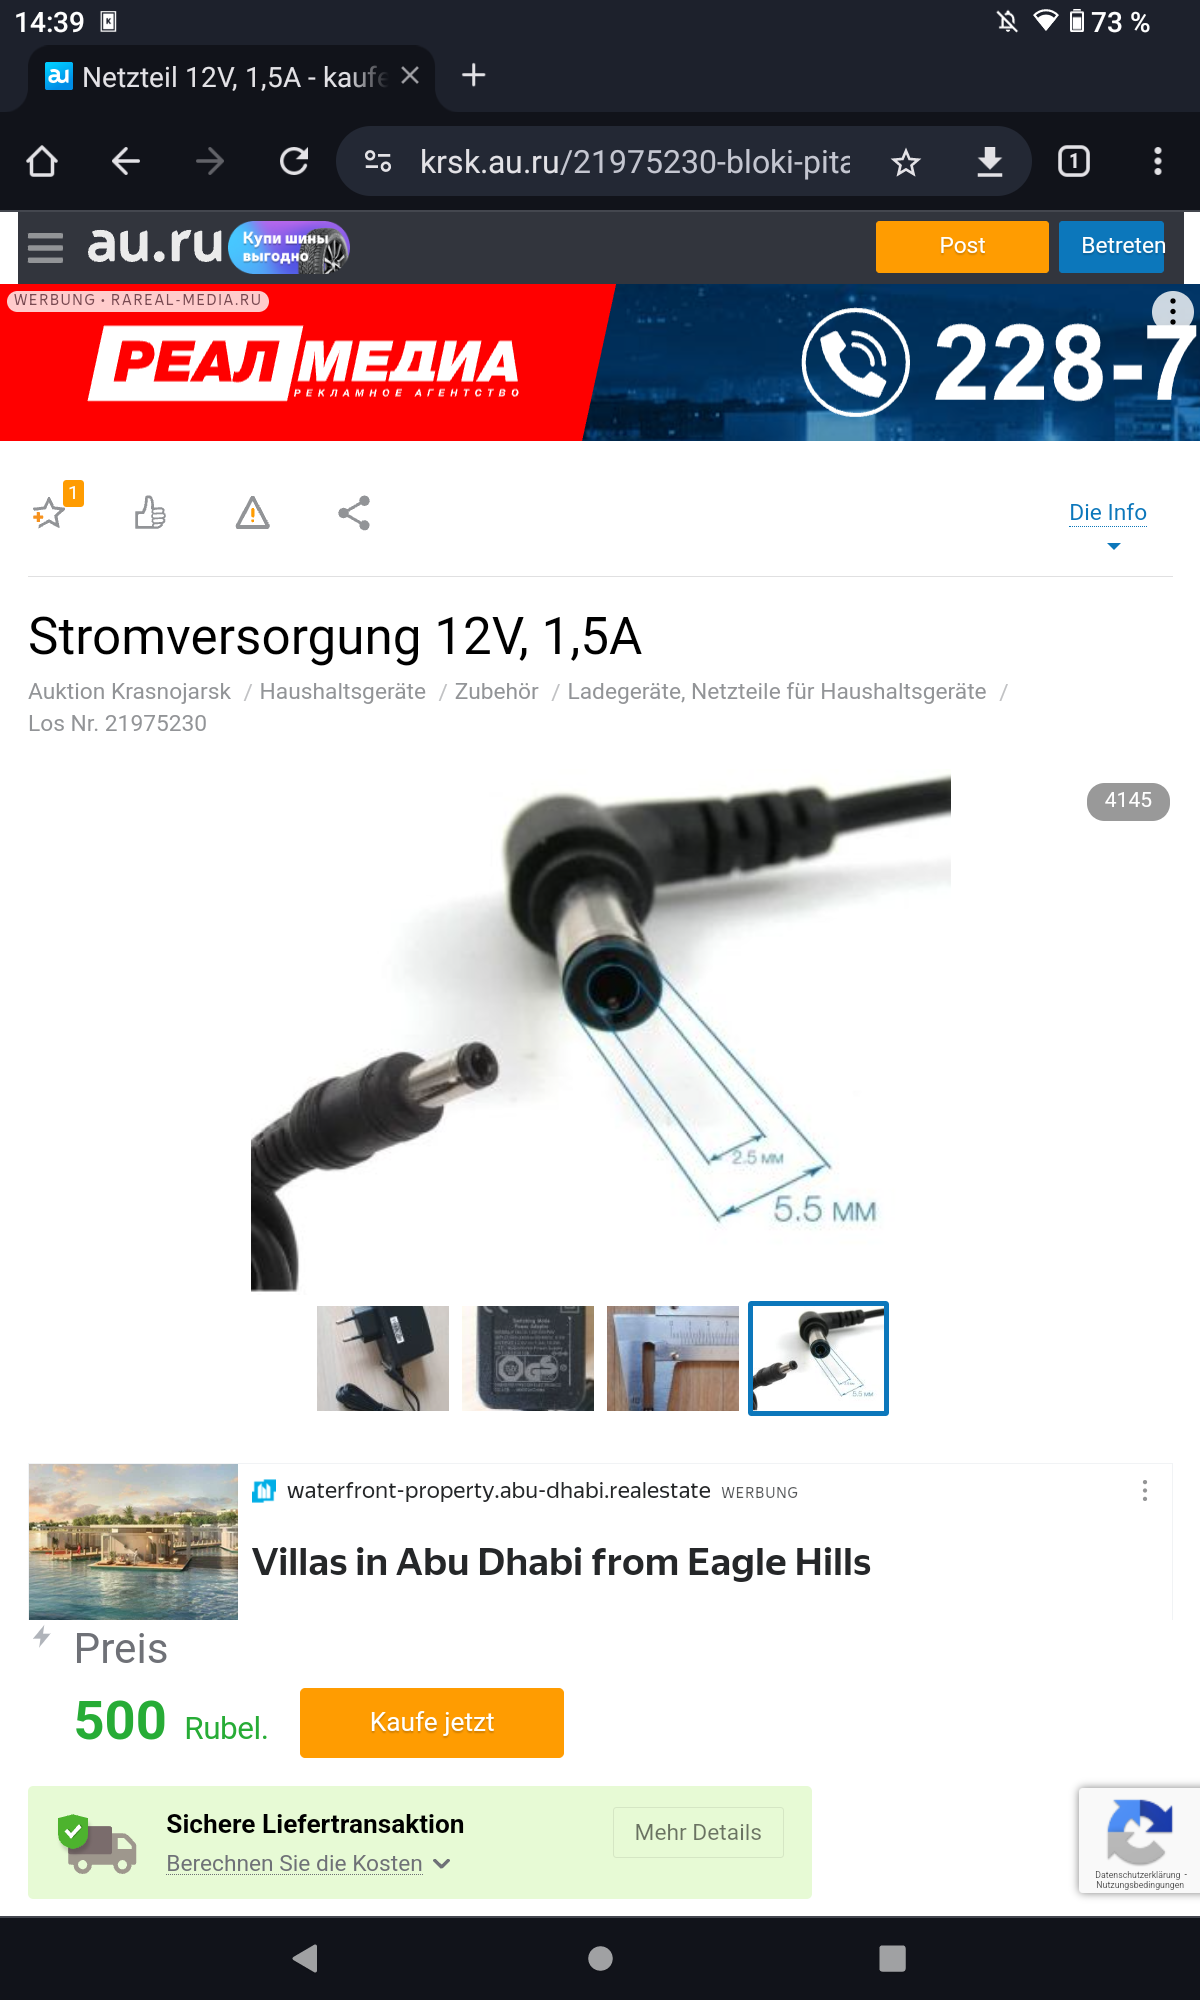 14:39
73 %
Netzteil 12V, 1,5A - kaufe
krsk.au.ru/21975230-bloki-pita
1
au.ru
Купи шины
выгодно
Post
Betreten
WERBUNG • RAREAL-MEDIA.RU
РЕАЛ МЕДИА
РЕКЛАМНОЕ АГЕНТСТВО
228-7
1
Die Info
Stromversorgung 12V, 1,5A
Auktion Krasnojarsk / Haushaltsgeräte / Zubehör / Ladegeräte, Netzteile für Haushaltsgeräte /
Los Nr. 21975230
4145
2.5 мм
5.5 мм
waterfront-property.abu-dhabi.realestate WERBUNG
Villas in Abu Dhabi from Eagle Hills
Preis
500 Rubel.
Kaufe jetzt
Sichere Liefertransaktion
Berechnen Sie die Kosten
Mehr Details
Datenschutzerklärung -
Nutzungsbedingungen